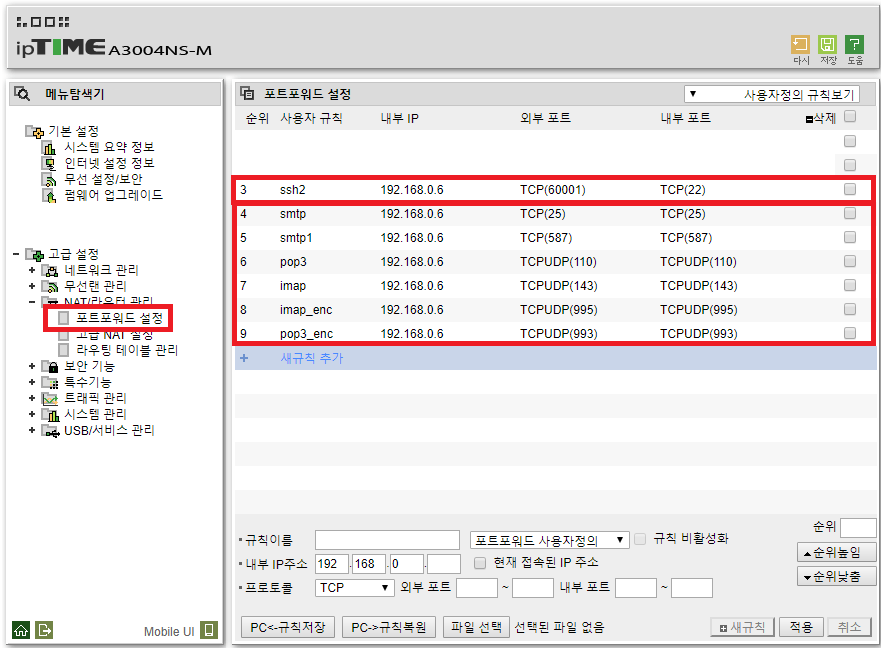 ipTIME A3004NS-M
다시 저장 도움
메뉴탐색기
기본 설정
시스템 요약 정보
인터넷 설정 정보
무선 설정/보안
펌웨어 업그레이드
고급 설정
네트워크 관리
무선랜 관리
NAT/라우터 관리
포트포워드 설정
고급 NAT 설정
라우팅 테이블 관리
보안 기능
특수기능
트래픽 관리
시스템 관리
USB/서비스 관리
Mobile UI
포트포워드 설정 ▼ 사용자정의 규칙보기
순위 사용자 규칙 내부 IP 외부 포트 내부 포트 삭제
3 ssh2 192.168.0.6 TCP(60001) TCP(22)
4 smtp 192.168.0.6 TCP(25) TCP(25)
5 smtp1 192.168.0.6 TCP(587) TCP(587)
6 pop3 192.168.0.6 TCPUDP(110) TCPUDP(110)
7 imap 192.168.0.6 TCPUDP(143) TCPUDP(143)
8 imap_enc 192.168.0.6 TCPUDP(995) TCPUDP(995)
9 pop3_enc 192.168.0.6 TCPUDP(993) TCPUDP(993)
+ 새규칙 추가
순위
규칙이름 포트포워드 사용자정의 ▼ 규칙 비활성화
▲순위높임
내부 IP주소 192 . 168 . 0 . 현재 접속된 IP 주소
▼순위낮춤
프로토콜 TCP ▼ 외부 포트 ~ 내부 포트 ~
PC<-규칙저장 PC->규칙복원 파일 선택 선택된 파일 없음 새규칙 적용 취소